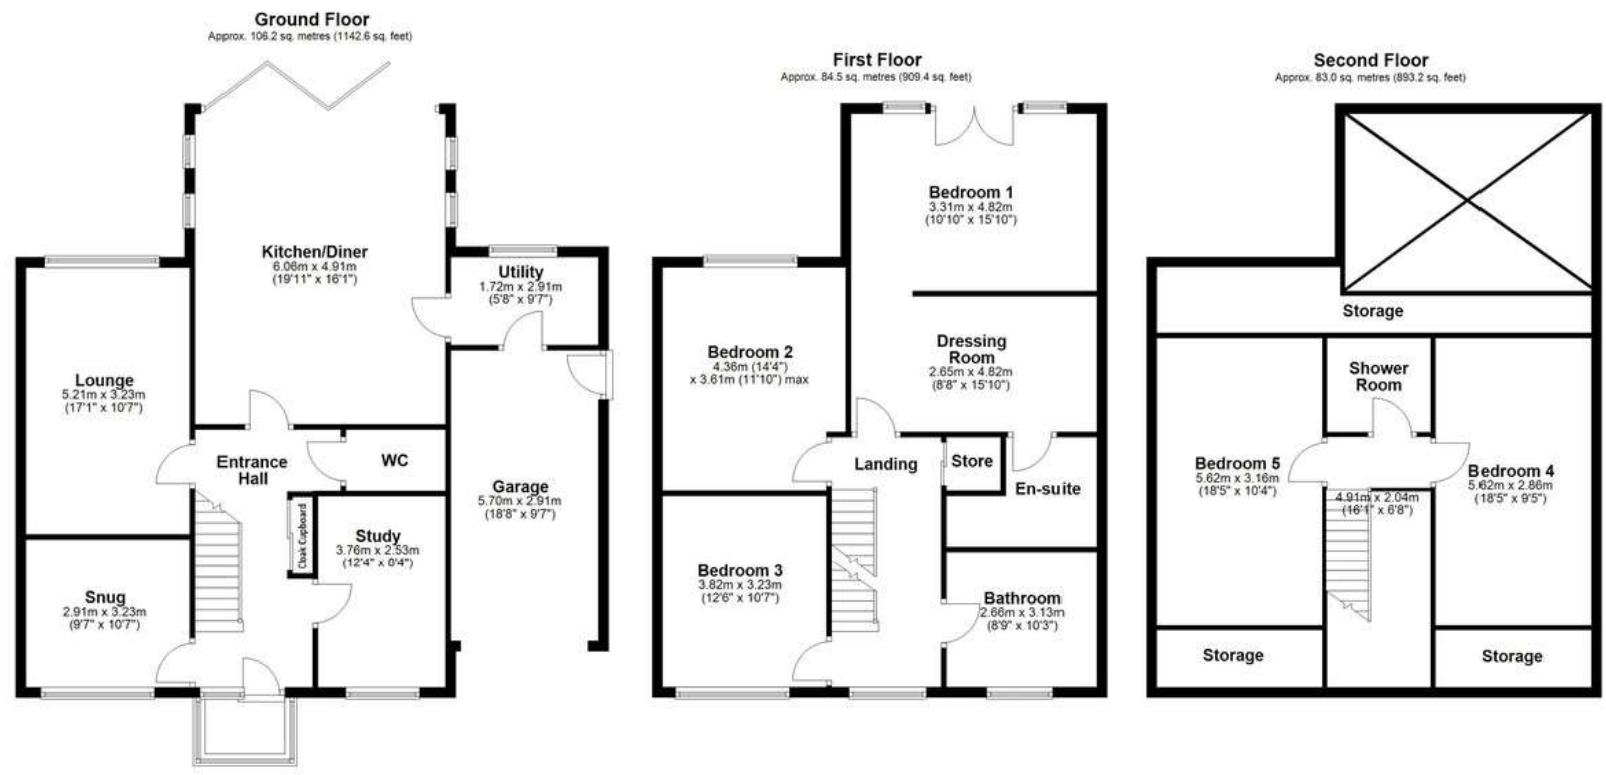 Ground Floor
Approx. 106.2 sq. metres (1142.6 sq. feet)
Kitchen/Diner
6.06m x 4.91m
(19'11" x 16'1")
Utility
1.72m x 2.91m
(5'8" x 9'7")
Lounge
5.21m x 3.23m
(17'1" x 10'7")
Entrance
Hall
WC
Garage
5.70m x 2.91m
(18'8" x 9'7")
Cloak Cupboard
Study
3.76m x 2.53m
(12'4" x 0'4")
Snug
2.91m x 3.23m
(9'7" x 10'7")
First Floor
Approx. 84.5 sq. metres (909.4 sq. feet)
Bedroom 1
3.31m x 4.82m
(10'10" x 15'10")
Bedroom 2
4.36m (14'4")
x 3.61m (11'10") max
Dressing
Room
2.65m x 4.82m
(8'8" x 15'10")
Landing
Store
En-suite
Bedroom 3
3.82m x 3.23m
(12'6" x 10'7")
Bathroom
2.66m x 3.13m
(8'9" x 10'3")
Second Floor
Approx. 83.0 sq. metres (893.2 sq. feet)
Storage
Shower
Room
Bedroom 5
5.62m x 3.16m
(18'5" x 10'4")
Bedroom 4
5.62m x 2.86m
(18'5" x 9'5")
4.91m x 2.04m
(16'1" x 6'8")
Storage
Storage